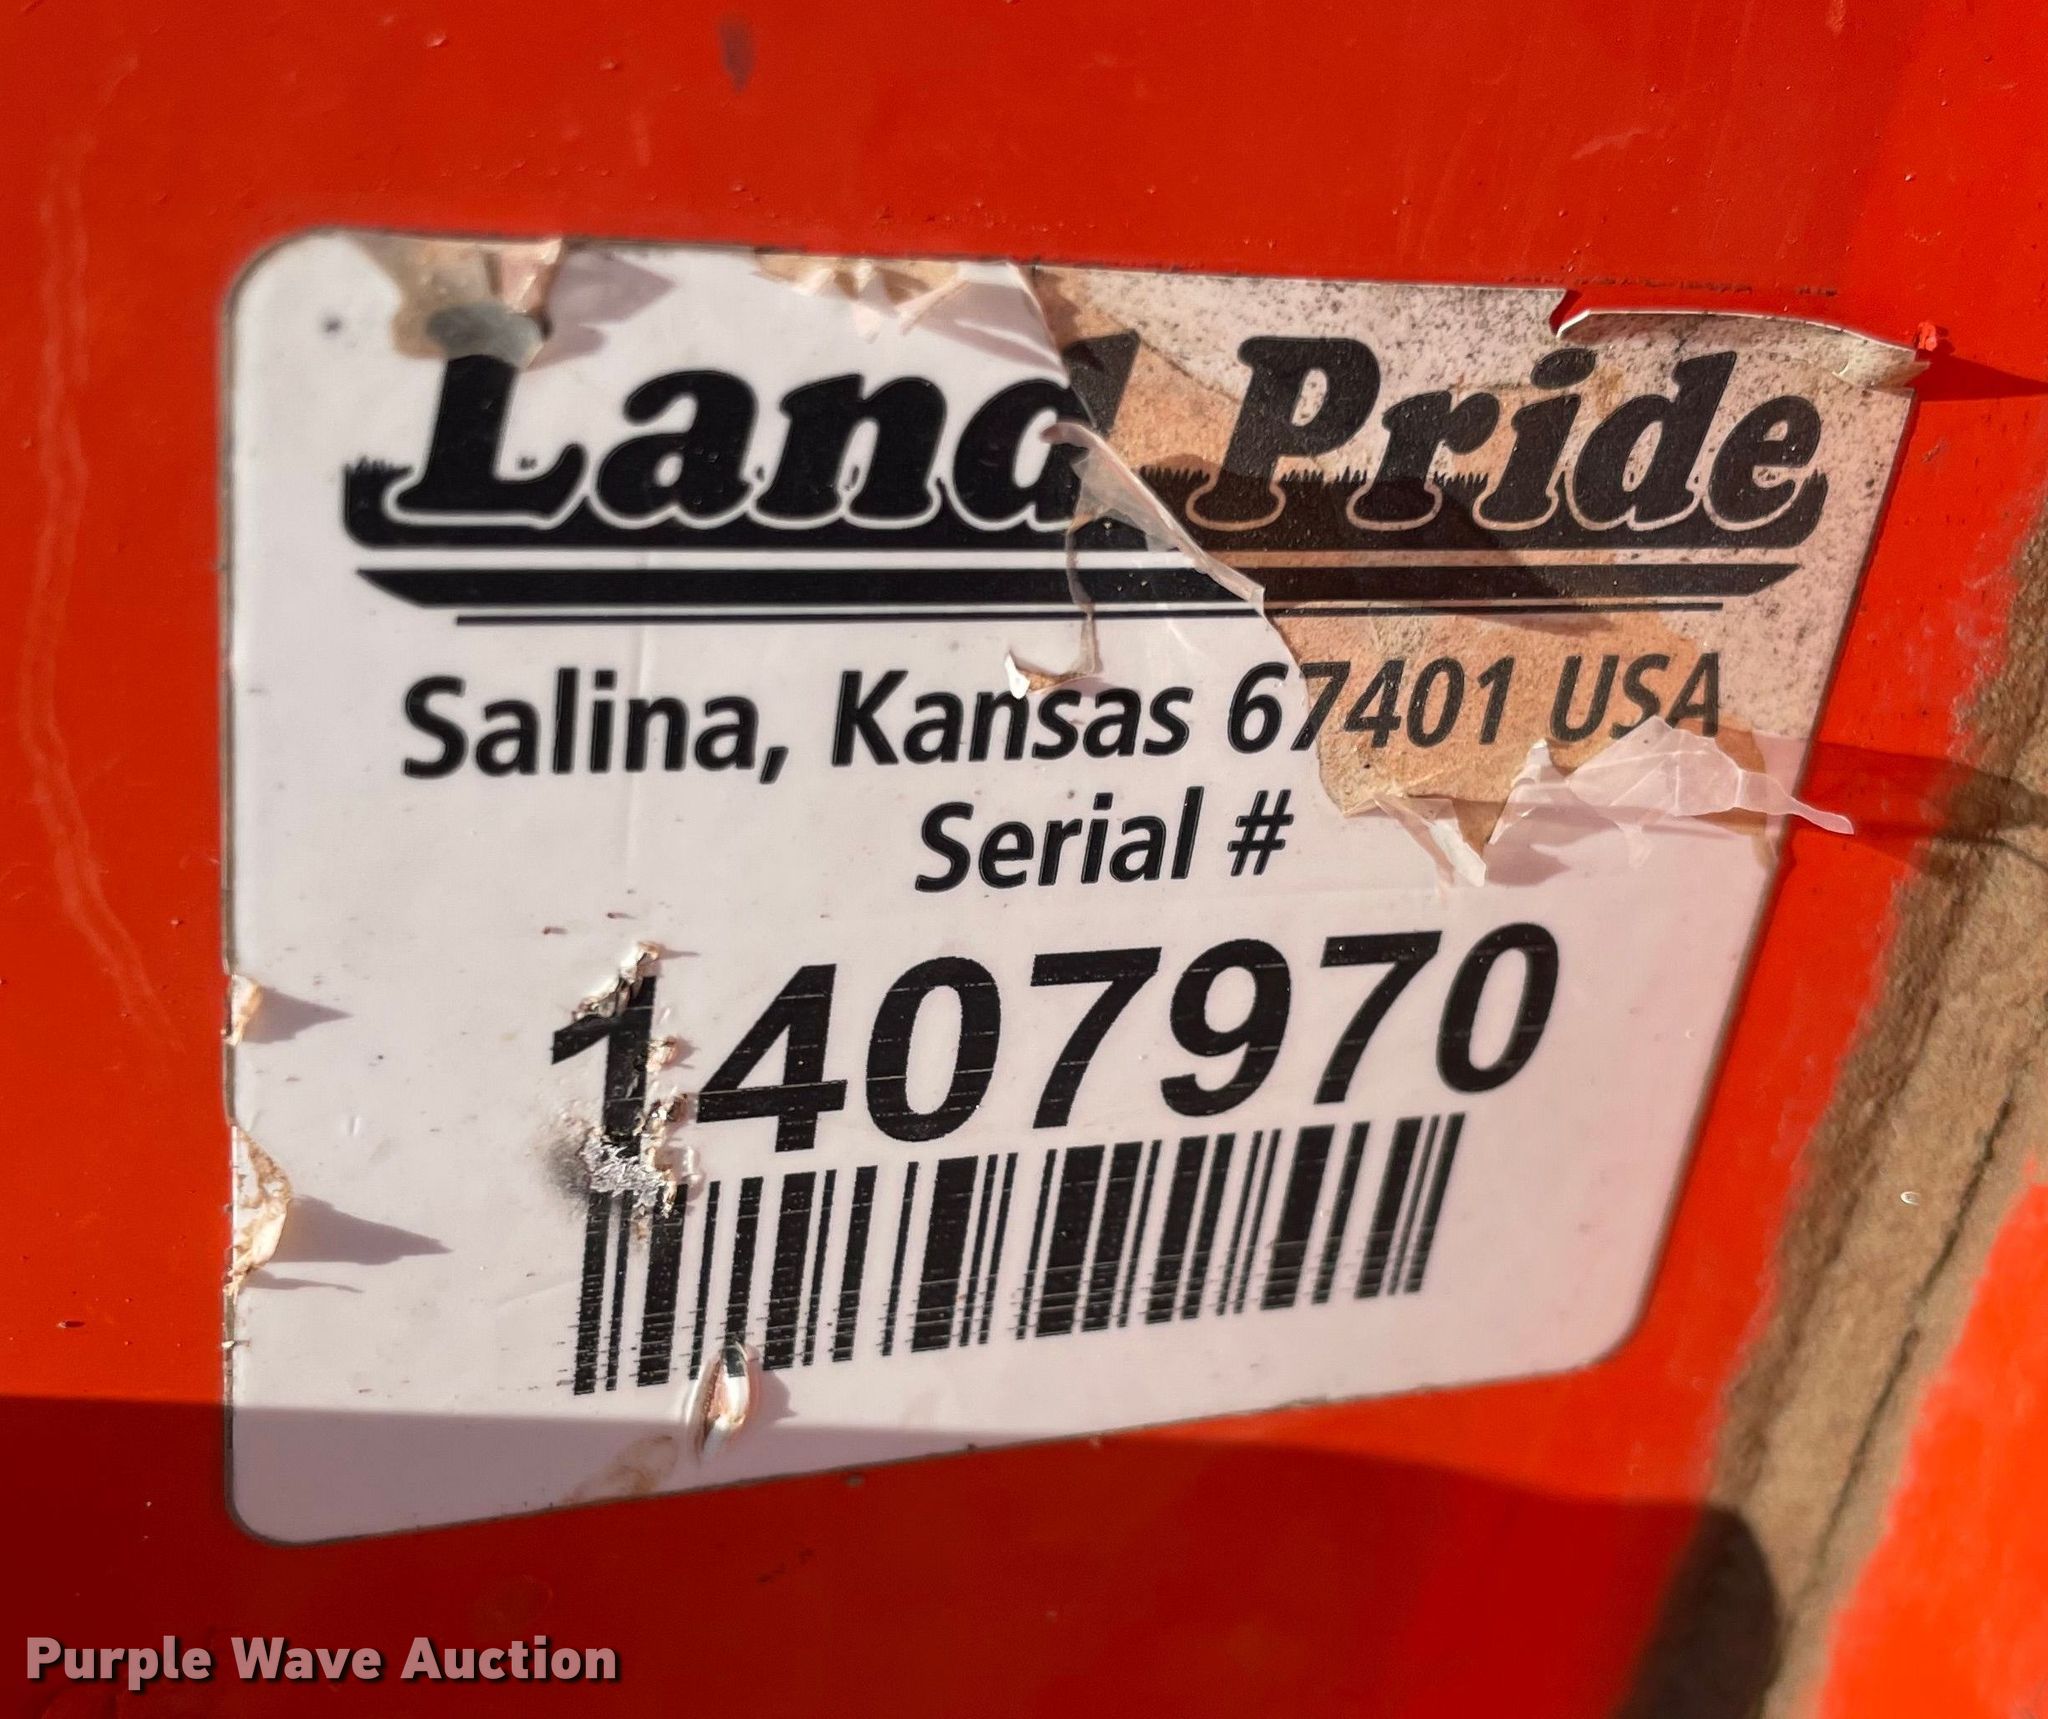 Land Pride
Salina, Kansas 67401 USA
Serial #
1407970
Purple Wave Auction